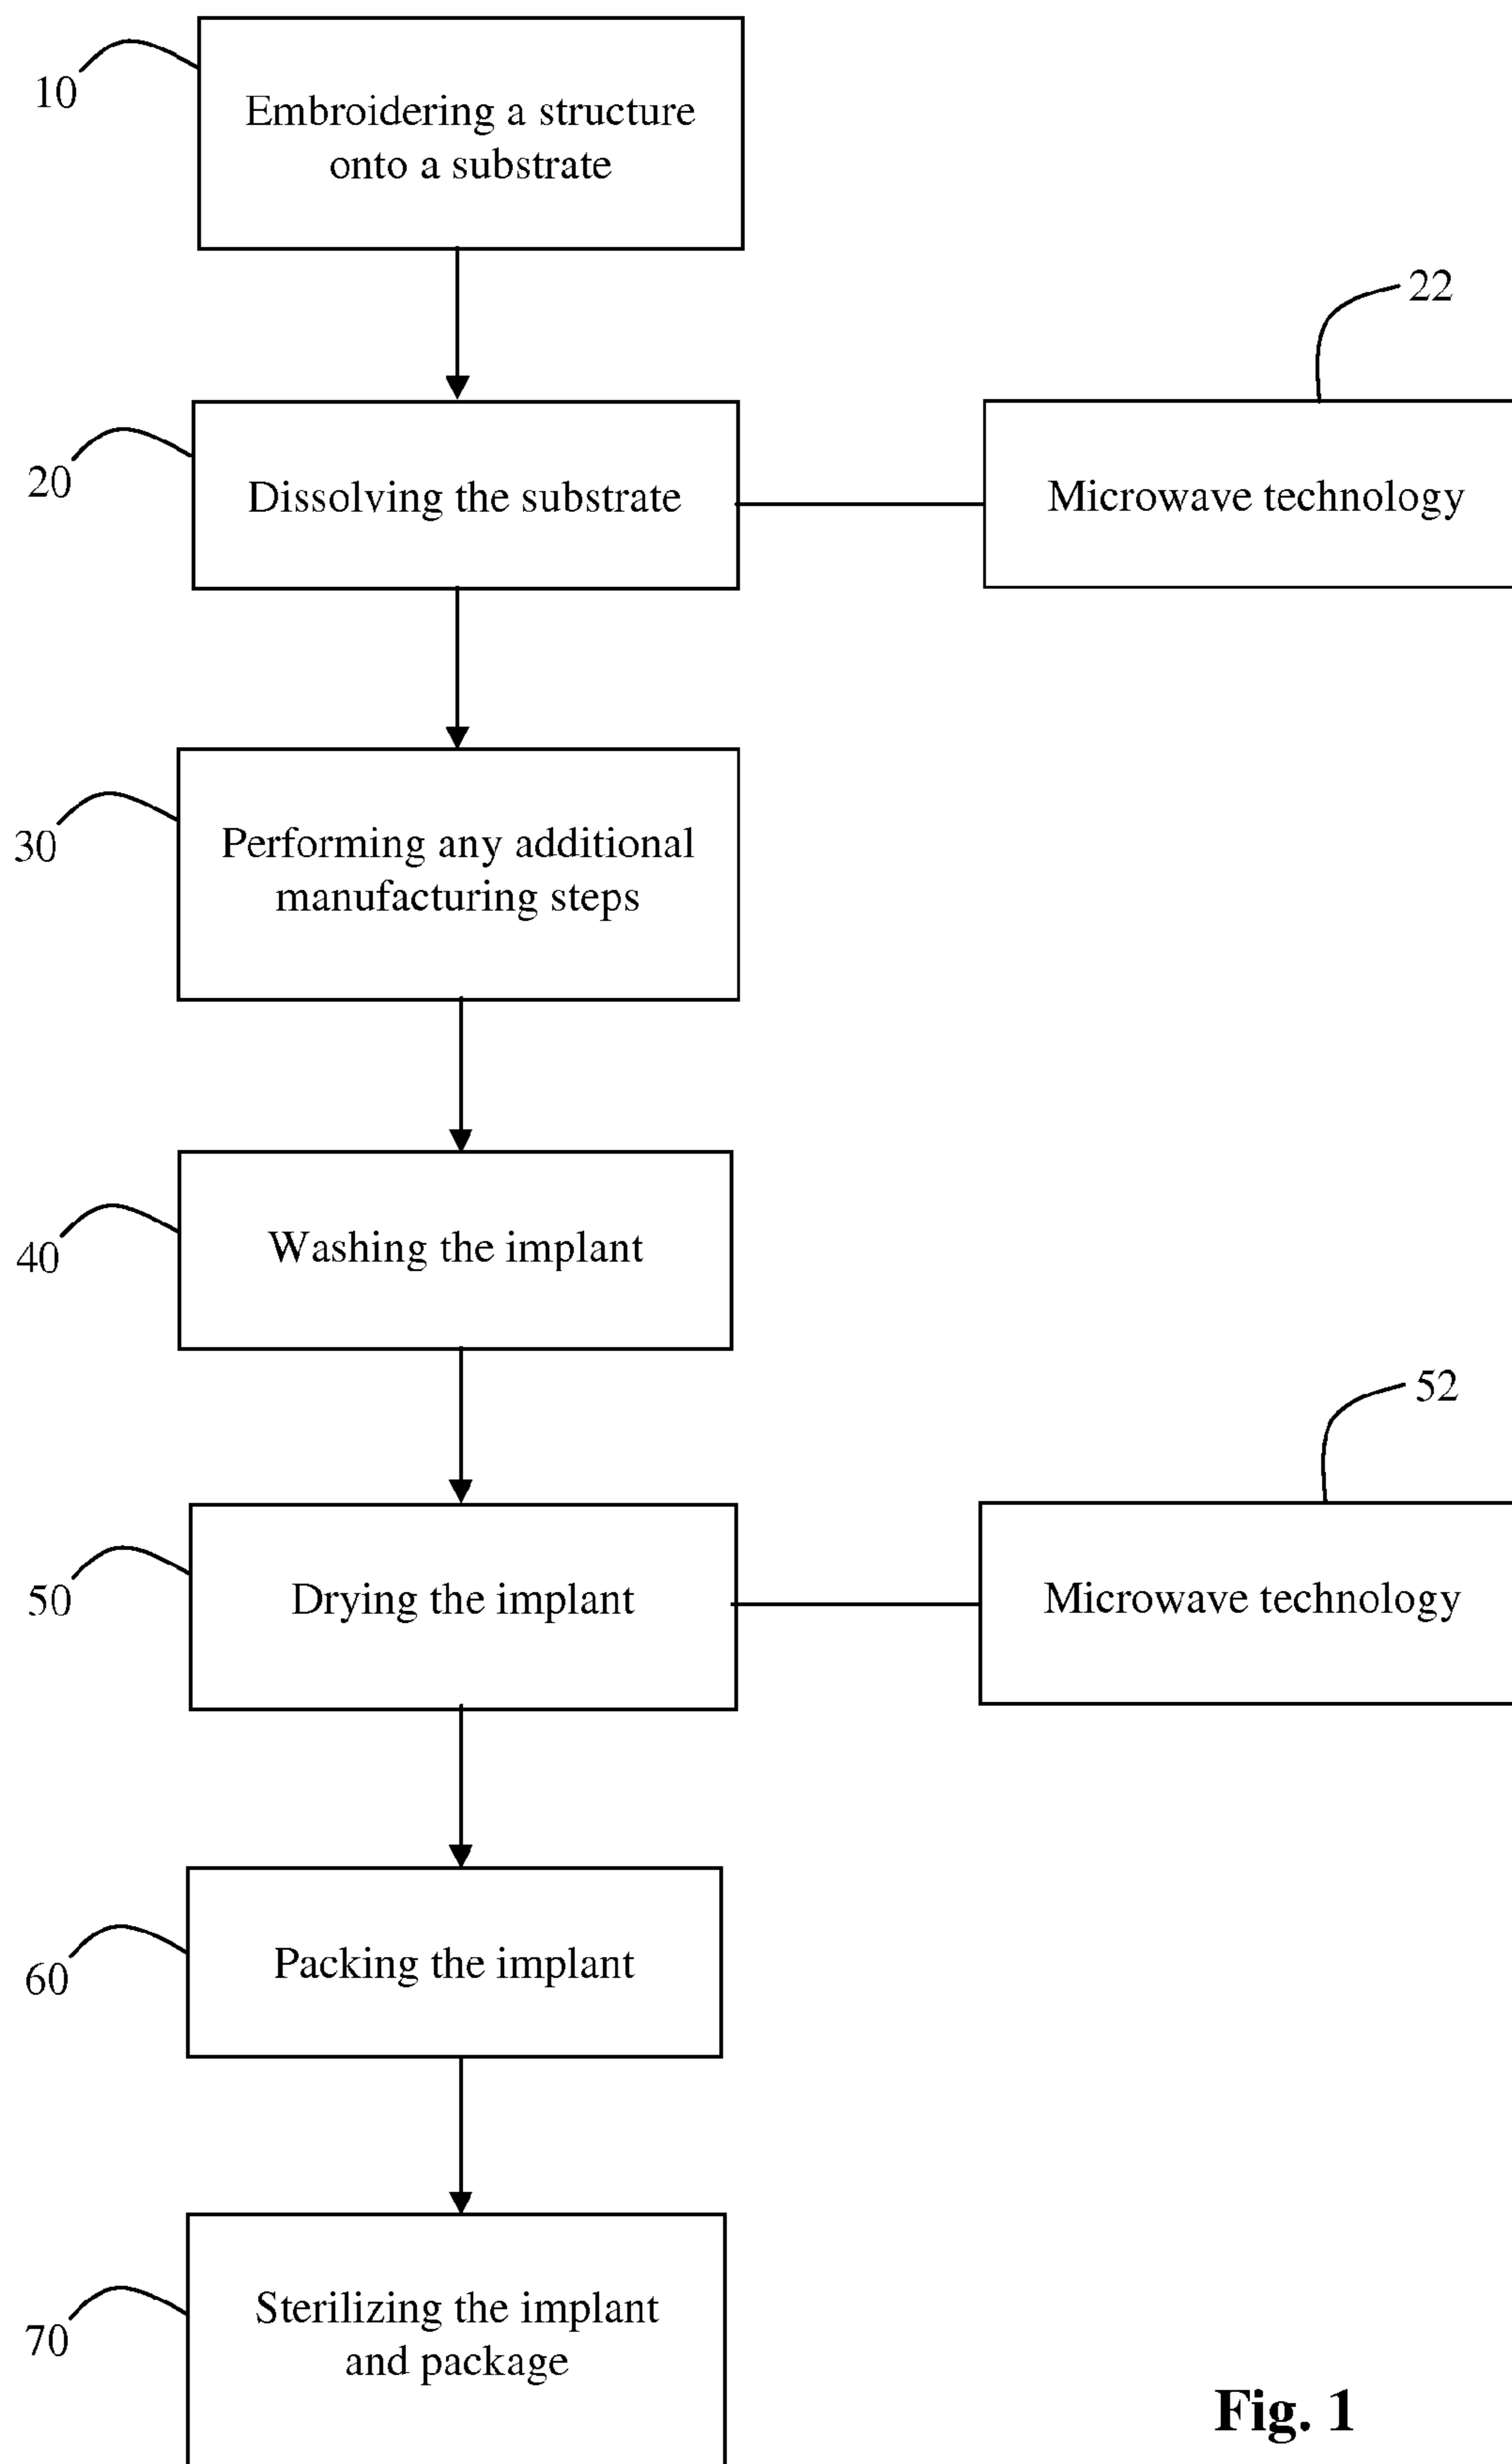 10
Embroidering a structure
onto a substrate
22
20
Dissolving the substrate
Microwave technology
30
Performing any additional
manufacturing steps
40
Washing the implant
52
50
Drying the implant
Microwave technology
60
Packing the implant
70
Sterilizing the implant
and package
Fig. 1